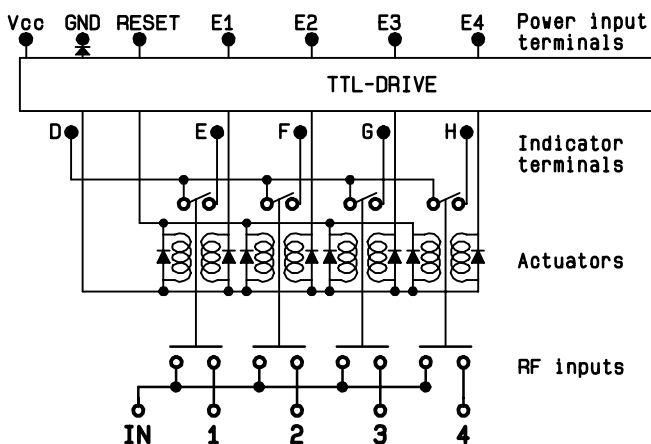 Vcc GND RESET E1 E2 E3 E4 Power input
terminals
TTL-DRIVE
D E F G H Indicator
terminals
Actuators
RF inputs
IN 1 2 3 4